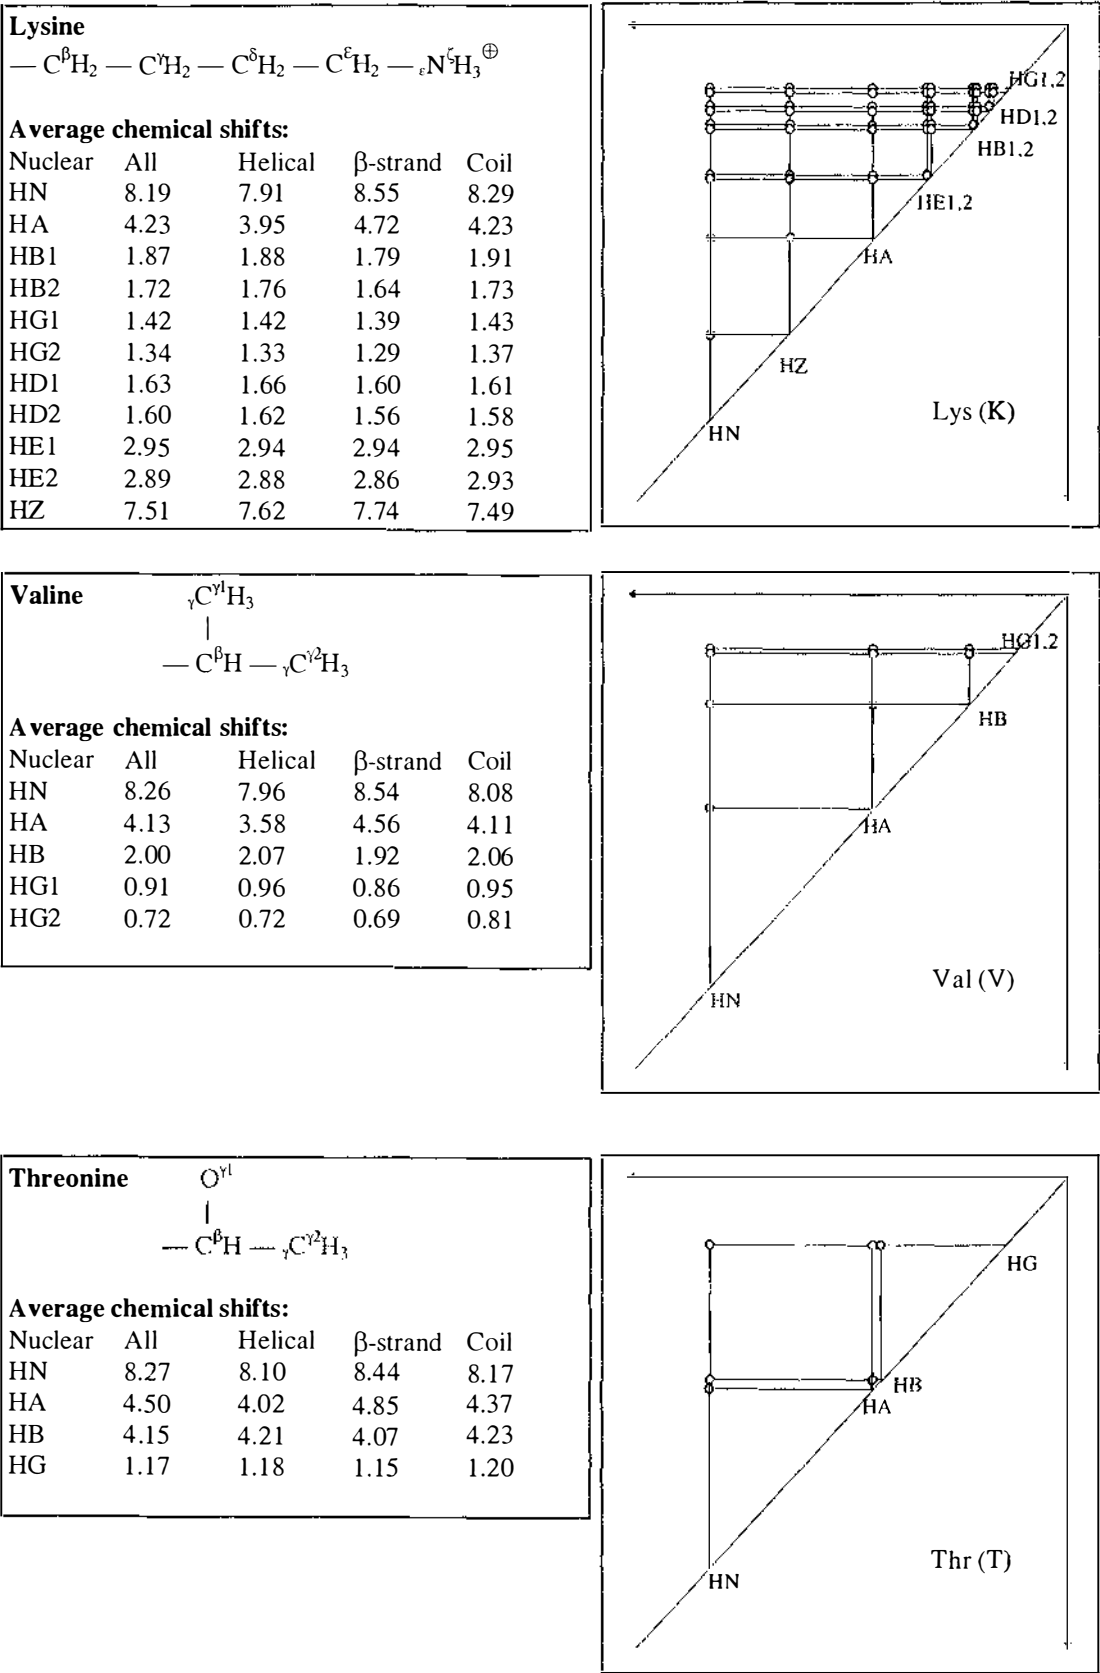 Lysine
— CᵝH₂ — CᵞH₂ — CᵟH₂ — CᵋH₂ — εNᶻH₃⊕
Average chemical shifts:
Nuclear All Helical β-strand Coil
HN 8.19 7.91 8.55 8.29
HA 4.23 3.95 4.72 4.23
HB1 1.87 1.88 1.79 1.91
HB2 1.72 1.76 1.64 1.73
HG1 1.42 1.42 1.39 1.43
HG2 1.34 1.33 1.29 1.37
HD1 1.63 1.66 1.60 1.61
HD2 1.60 1.62 1.56 1.58
HE1 2.95 2.94 2.94 2.95
HE2 2.89 2.88 2.86 2.93
HZ 7.51 7.62 7.74 7.49
HG1,2
HD1,2
HB1,2
HE1,2
HA
HZ
HN
Lys (K)
Valine
γCᵞ¹H₃
— CᵝH — γCᵞ²H₃
Average chemical shifts:
Nuclear All Helical β-strand Coil
HN 8.26 7.96 8.54 8.08
HA 4.13 3.58 4.56 4.11
HB 2.00 2.07 1.92 2.06
HG1 0.91 0.96 0.86 0.95
HG2 0.72 0.72 0.69 0.81
HG1,2
HB
HA
HN
Val (V)
Threonine
Oᵞ¹
— CᵝH — γCᵞ²H₃
Average chemical shifts:
Nuclear All Helical β-strand Coil
HN 8.27 8.10 8.44 8.17
HA 4.50 4.02 4.85 4.37
HB 4.15 4.21 4.07 4.23
HG 1.17 1.18 1.15 1.20
HG
HB
HA
HN
Thr (T)